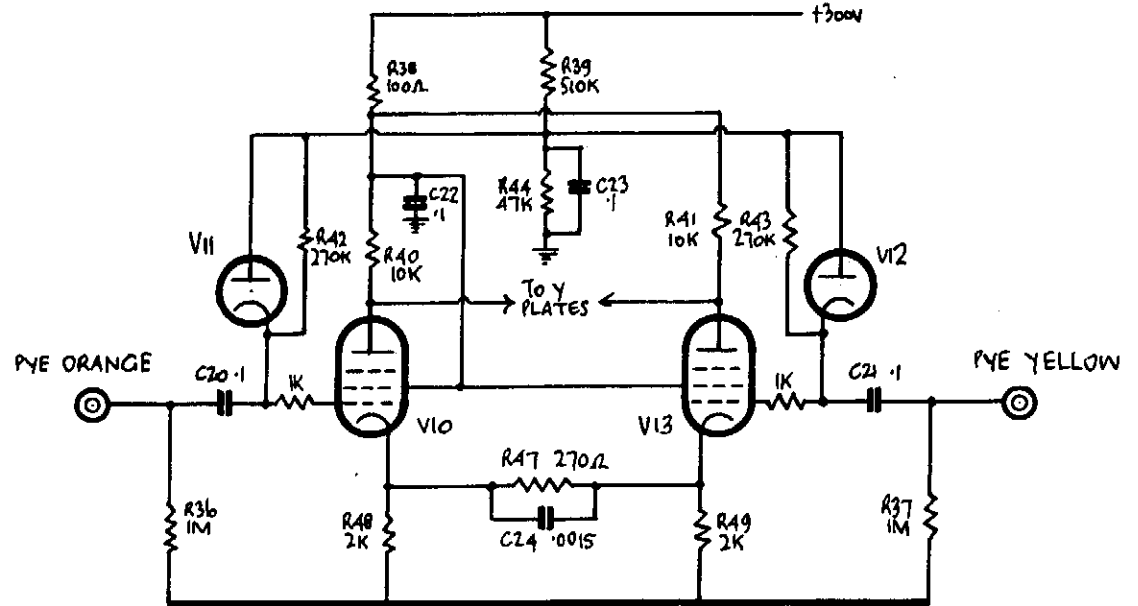 +300V
R38
100Ω
R39
510K
C22
.1
R44
47K
C23
.1
R42
270K
R40
10K
R41
10K
R43
270K
V11
V12
TO Y
PLATES
PYE ORANGE
C20 .1
1K
V10
V13
1K
C21 .1
PYE YELLOW
R47 270Ω
C24 .0015
R36
1M
R48
2K
R49
2K
R37
1M